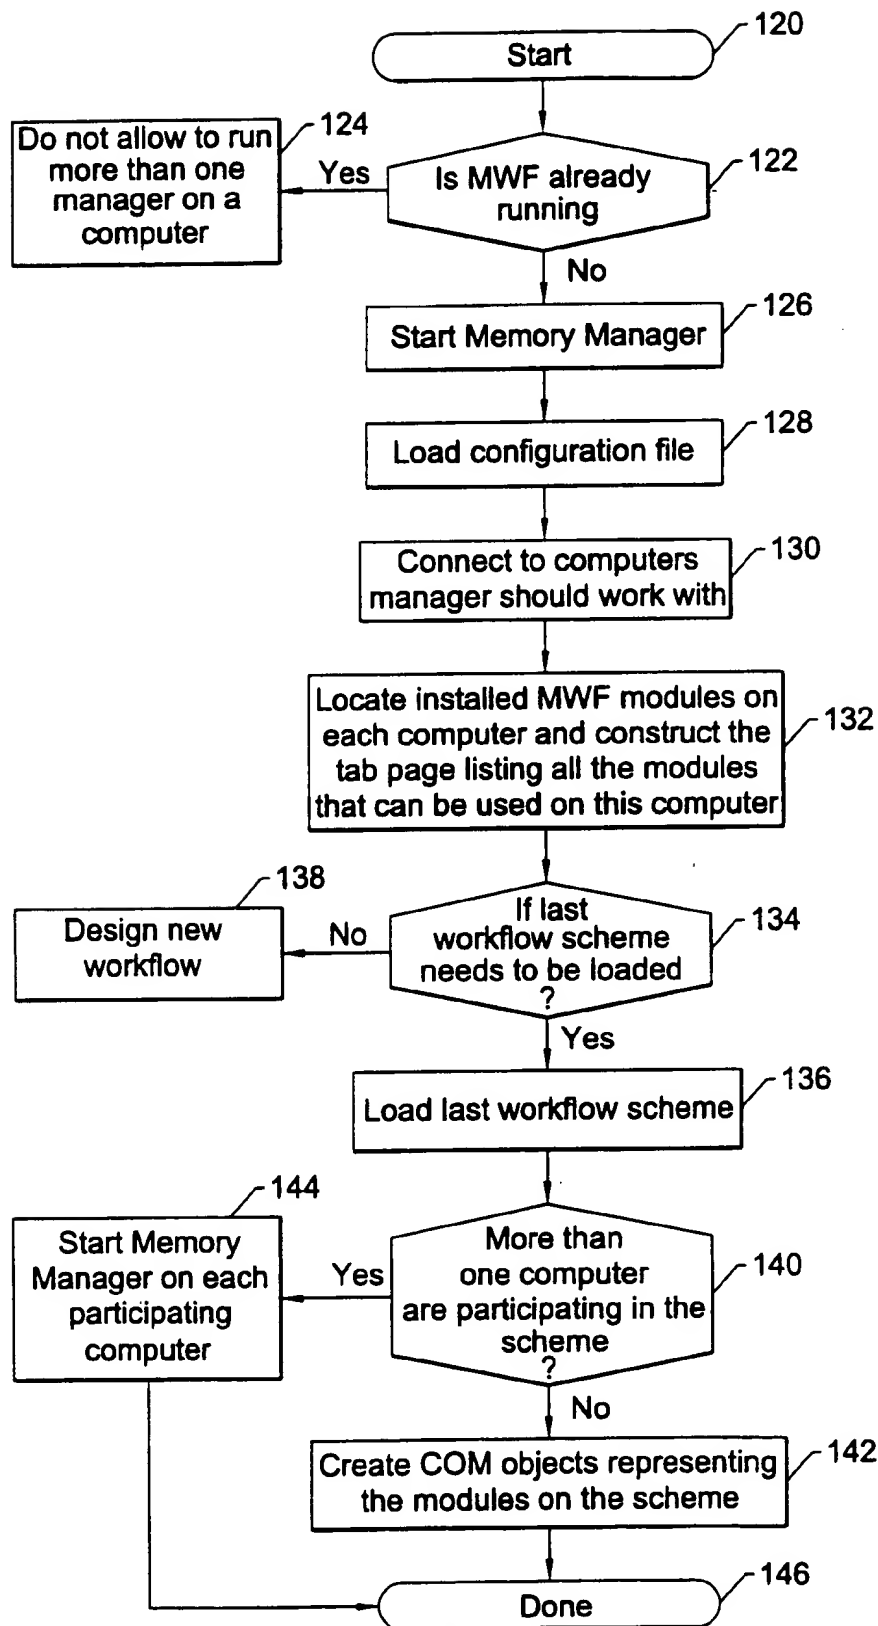 120
Start
124
Do not allow to run
more than one
manager on a
computer
Yes
122
Is MWF already
running
No
126
Start Memory Manager
128
Load configuration file
130
Connect to computers
manager should work with
132
Locate installed MWF modules on
each computer and construct the
tab page listing all the modules
that can be used on this computer
138
Design new
workflow
No
134
If last
workflow scheme
needs to be loaded
?
Yes
136
Load last workflow scheme
144
Start Memory
Manager on each
participating
computer
Yes
140
More than
one computer
are participating in the
scheme
?
No
142
Create COM objects representing
the modules on the scheme
146
Done